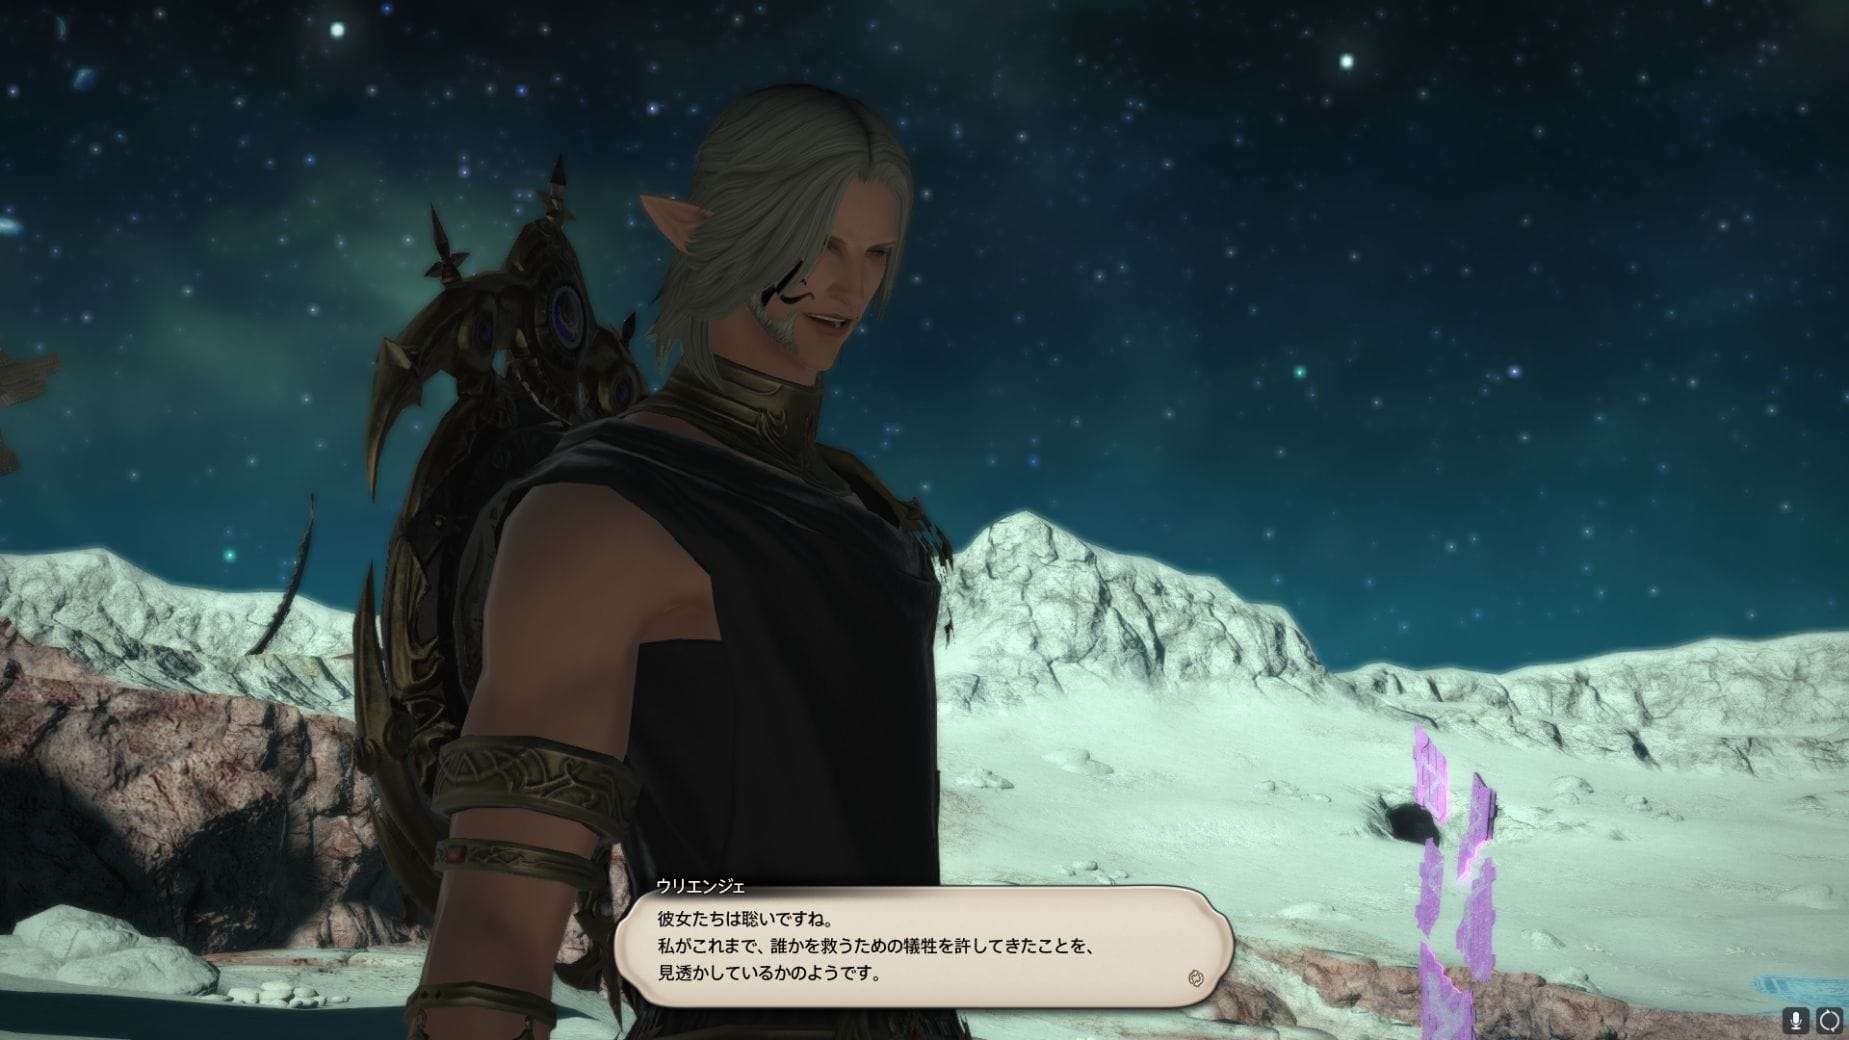 ウリエンジェ
彼女たちは聡いですね。
私がこれまで、誰かを救うための犠牲を許してきたことを、
見透かしているかのようです。